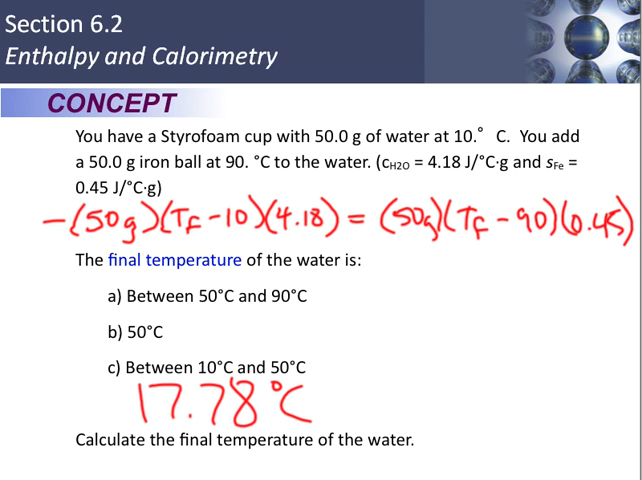 Section 6.2
Enthalpy and Calorimetry
CONCEPT
You have a Styrofoam cup with 50.0 g of water at 10.° C. You add
a 50.0 g iron ball at 90. °C to the water. (cH2O = 4.18 J/°C·g and sFe =
0.45 J/°C·g)
-(50g)(TF-10)(4.18) = (50g)(TF-90)(0.45)
The final temperature of the water is:
a) Between 50°C and 90°C
b) 50°C
c) Between 10°C and 50°C
17.78°C
Calculate the final temperature of the water.